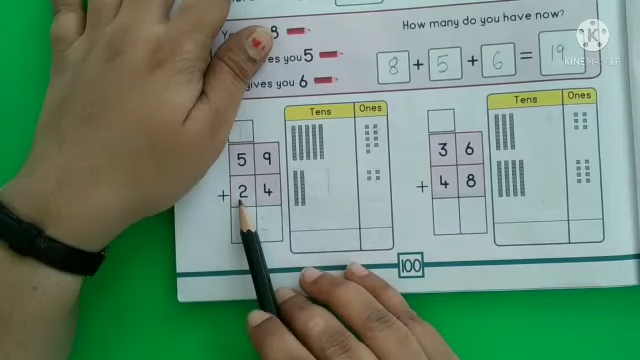 How many do you have now?
8
es you 5
gives you 6
8 + 5 + 6 = 19
KINEMASTER
Tens Ones
5 9
+ 2 4
Tens Ones
3 6
+ 4 8
100